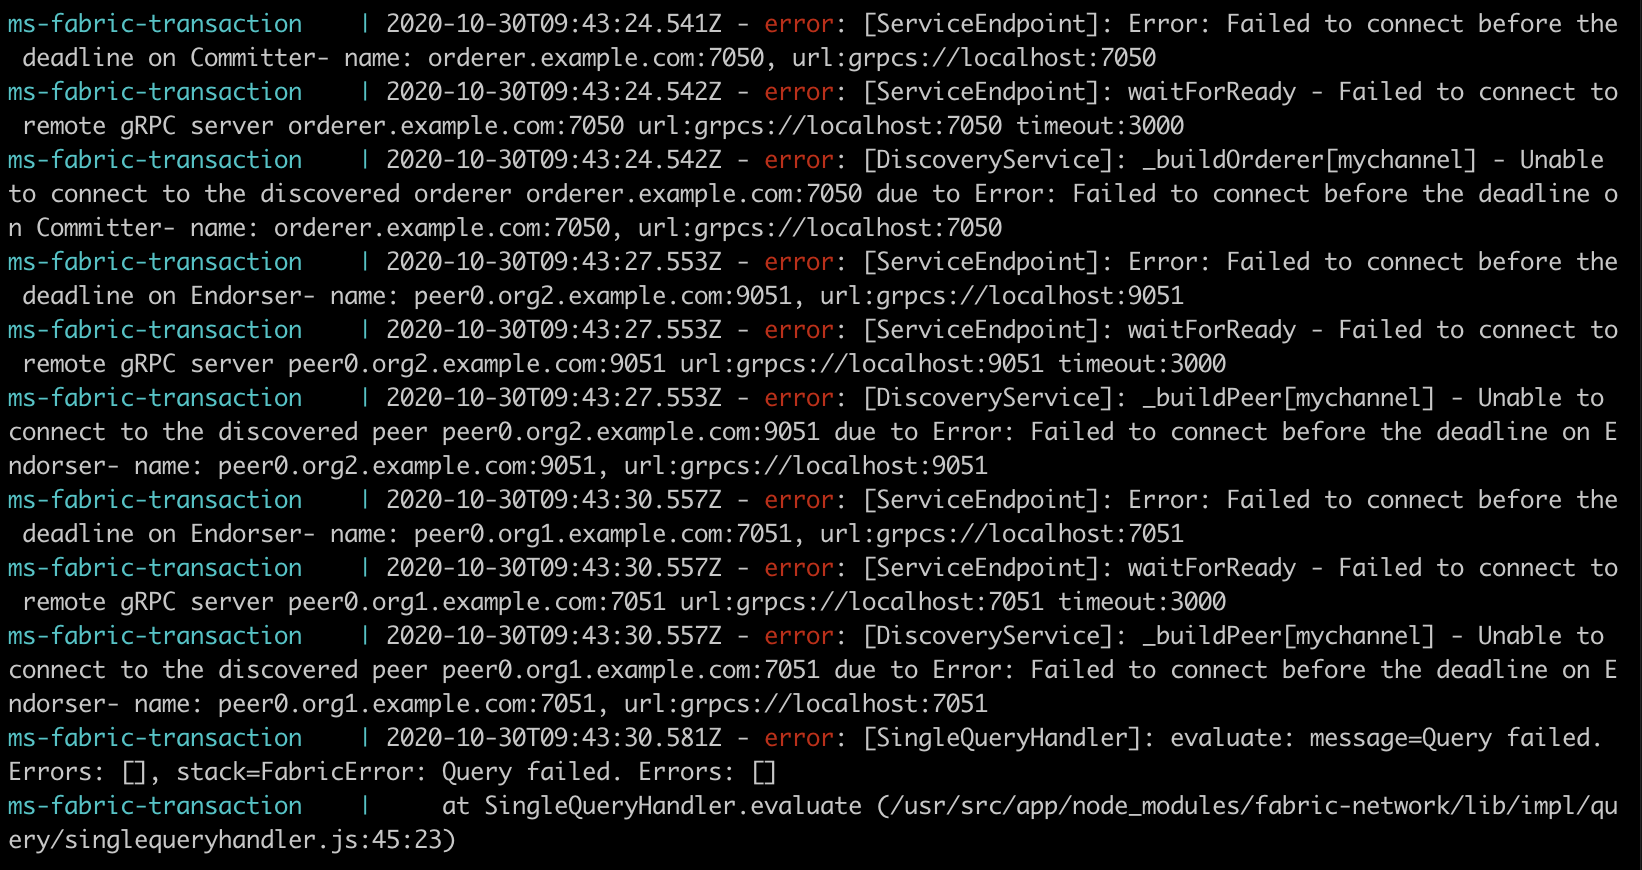 ms-fabric-transaction    | 2020-10-30T09:43:24.541Z - error: [ServiceEndpoint]: Error: Failed to connect before the
 deadline on Committer- name: orderer.example.com:7050, url:grpcs://localhost:7050
ms-fabric-transaction    | 2020-10-30T09:43:24.542Z - error: [ServiceEndpoint]: waitForReady - Failed to connect to
 remote gRPC server orderer.example.com:7050 url:grpcs://localhost:7050 timeout:3000
ms-fabric-transaction    | 2020-10-30T09:43:24.542Z - error: [DiscoveryService]: _buildOrderer[mychannel] - Unable
to connect to the discovered orderer orderer.example.com:7050 due to Error: Failed to connect before the deadline o
n Committer- name: orderer.example.com:7050, url:grpcs://localhost:7050
ms-fabric-transaction    | 2020-10-30T09:43:27.553Z - error: [ServiceEndpoint]: Error: Failed to connect before the
 deadline on Endorser- name: peer0.org2.example.com:9051, url:grpcs://localhost:9051
ms-fabric-transaction    | 2020-10-30T09:43:27.553Z - error: [ServiceEndpoint]: waitForReady - Failed to connect to
 remote gRPC server peer0.org2.example.com:9051 url:grpcs://localhost:9051 timeout:3000
ms-fabric-transaction    | 2020-10-30T09:43:27.553Z - error: [DiscoveryService]: _buildPeer[mychannel] - Unable to
connect to the discovered peer peer0.org2.example.com:9051 due to Error: Failed to connect before the deadline on E
ndorser- name: peer0.org2.example.com:9051, url:grpcs://localhost:9051
ms-fabric-transaction    | 2020-10-30T09:43:30.557Z - error: [ServiceEndpoint]: Error: Failed to connect before the
 deadline on Endorser- name: peer0.org1.example.com:7051, url:grpcs://localhost:7051
ms-fabric-transaction    | 2020-10-30T09:43:30.557Z - error: [ServiceEndpoint]: waitForReady - Failed to connect to
 remote gRPC server peer0.org1.example.com:7051 url:grpcs://localhost:7051 timeout:3000
ms-fabric-transaction    | 2020-10-30T09:43:30.557Z - error: [DiscoveryService]: _buildPeer[mychannel] - Unable to
connect to the discovered peer peer0.org1.example.com:7051 due to Error: Failed to connect before the deadline on E
ndorser- name: peer0.org1.example.com:7051, url:grpcs://localhost:7051
ms-fabric-transaction    | 2020-10-30T09:43:30.581Z - error: [SingleQueryHandler]: evaluate: message=Query failed.
Errors: [], stack=FabricError: Query failed. Errors: []
ms-fabric-transaction    |     at SingleQueryHandler.evaluate (/usr/src/app/node_modules/fabric-network/lib/impl/qu
ery/singlequeryhandler.js:45:23)